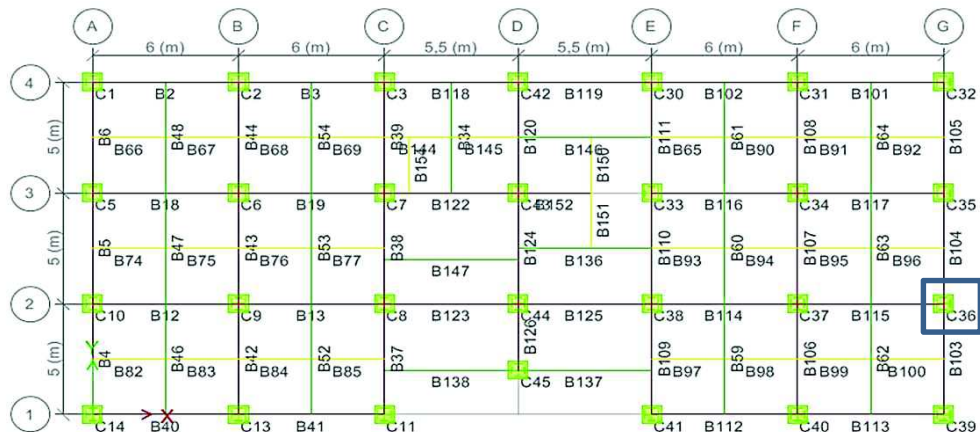 A B C D E F G
6 (m) 6 (m) 5,5 (m) 5,5 (m) 6 (m) 6 (m)
4
C1 B2 C2 B3 C3 B118 C42 B119 C30 B102 C31 B101 C32
5 (m) B6 B48 B44 B54 B39 B34 B120 B150 B111 B61 B108 B64 B105
B66 B67 B68 B69 B144 B145 B146 B65 B90 B91 B92
3
C5 B18 C6 B19 C7 B122 B152 C33 B116 C34 B117 C35
5 (m) B5 B47 B43 B53 B38 B124 B151 B110 B60 B107 B63 B104
B74 B75 B76 B77 B147 B136 B93 B94 B95 B96
2
C10 B12 C9 B13 C8 B123 C44 B125 C38 B114 C37 B115 C36
5 (m) B4 B46 B42 B52 B37 B126 B109 B59 B106 B62 B103
B82 B83 B84 B85 B138 C45 B137 B97 B98 B99 B100
1
C14 B40 C13 B41 C11 C41 B112 C40 B113 C39
X